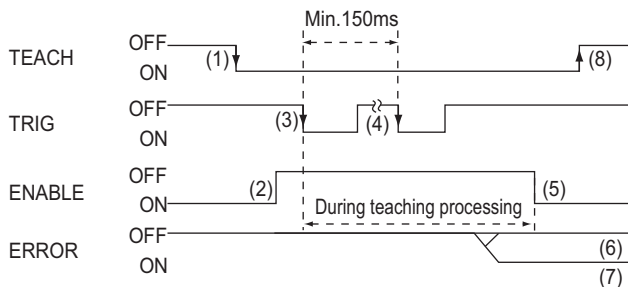 Min.150ms
OFF
TEACH (1) (8)
ON
OFF
TRIG (3) (4)
ON
OFF
ENABLE (2) (5)
ON During teaching processing
OFF
ERROR (6)
ON (7)